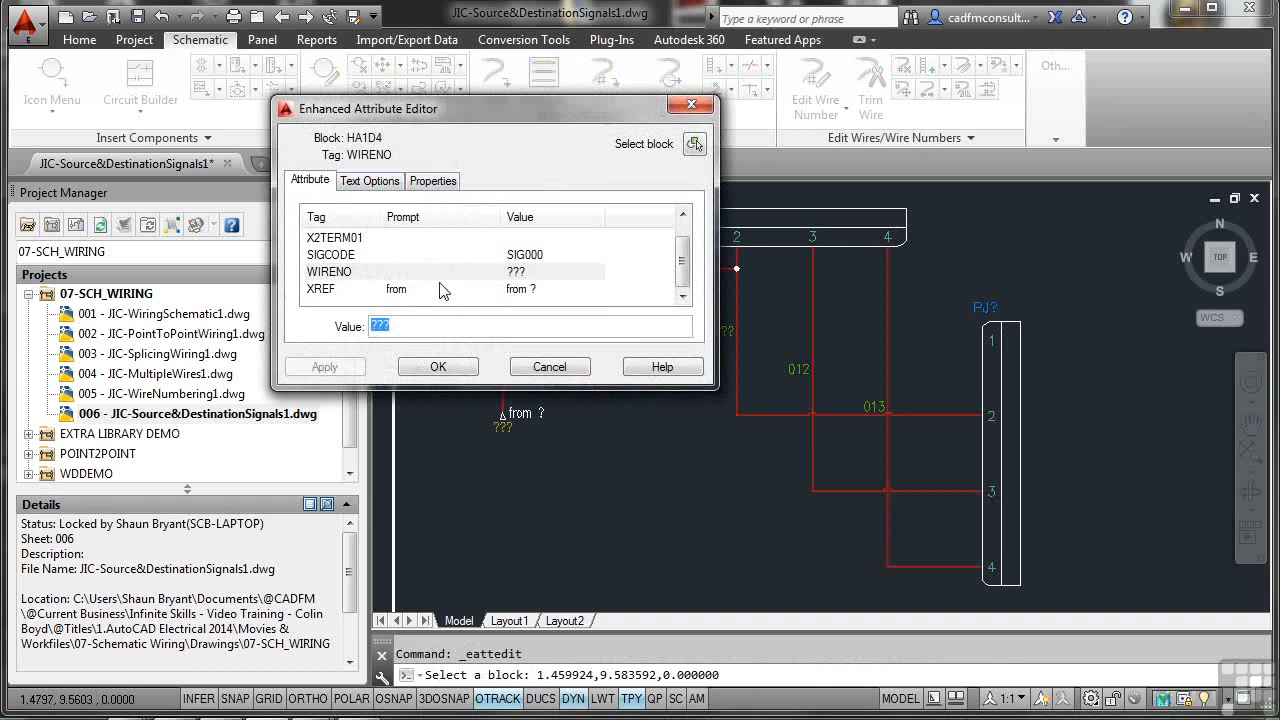 JIC-Source&DestinationSignals1.dwg
Type a keyword or phrase
cadfmconsult...
E
Home
Project
Schematic
Panel
Reports
Import/Export Data
Conversion Tools
Plug-Ins
Autodesk 360
Featured Apps
Icon Menu
Circuit Builder
Edit Wire Number
Trim Wire
Oth...
Insert Components
Edit Wires/Wire Numbers
JIC-Source&DestinationSignals1*
Enhanced Attribute Editor
Block: HA1D4
Tag: WIRENO
Select block
Attribute
Text Options
Properties
Tag Prompt Value
X2TERM01
SIGCODE SIG000
WIRENO ???
XREF from from ?
Value: ???
Apply
OK
Cancel
Help
Project Manager
07-SCH_WIRING
Projects
07-SCH_WIRING
001 - JIC-WiringSchematic1.dwg
002 - JIC-PointToPointWiring1.dwg
003 - JIC-SplicingWiring1.dwg
004 - JIC-MultipleWires1.dwg
005 - JIC-WireNumbering1.dwg
006 - JIC-Source&DestinationSignals1.dwg
EXTRA LIBRARY DEMO
POINT2POINT
WDDEMO
Details
Status: Locked by Shaun Bryant(SCB-LAPTOP)
Sheet: 006
Description:
File Name: JIC-Source&DestinationSignals1.dwg
Location: C:\Users\Shaun Bryant\Documents\@CADFM
\@Current Business\Infinite Skills - Video Training - Colin
Boyd\@Titles\1.AutoCAD Electrical 2014\Movies &
Workfiles\07-Schematic Wiring\Drawings\07-SCH_WIRING
2 3 4
??
012
013
from ?
???
PJ?
1
2
3
4
N
W TOP E
S
WCS
Model
Layout1
Layout2
Command: _eattedit
Select a block: 1.459924,9.583592,0.000000
1.4797, 9.5603, 0.0000
INFER SNAP GRID ORTHO POLAR OSNAP 3DOSNAP OTRACK DUCS DYN LWT TPY QP SC AM
MODEL
1:1